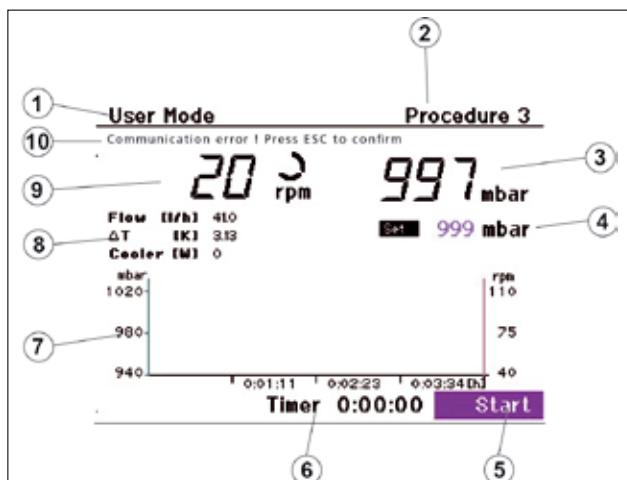 2
1 User Mode Procedure 3
10 Communication error ! Press ESC to confirm
9 20 rpm 997 mbar 3
Flow [l/h] 41.0 Set 999 mbar 4
8 ΔT [K] 3.13
Cooler [W] 0
mbar rpm
1020 110
7 980 75
940 40
0:01:11 0:02:23 0:03:34 [h]
Timer 0:00:00 Start
6 5